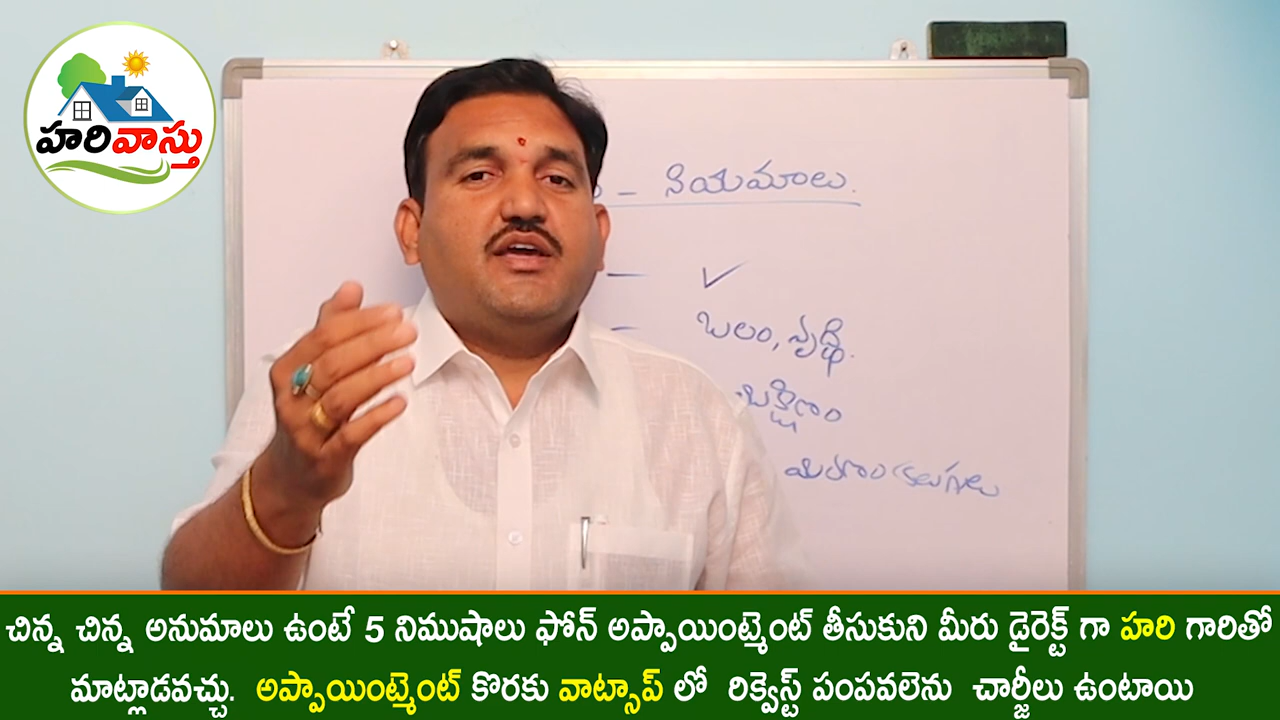 హరివాస్తు
– నియమాలు.
– ✓
– బలం, వృద్ధి.
చిన్న చిన్న అనుమాలు ఉంటే 5 నిముషాలు ఫోన్ అప్పాయింట్మెంట్ తీసుకుని మీరు డైరెక్ట్ గా హరి గారితో
మాట్లాడవచ్చు. అప్పాయింట్మెంట్ కొరకు వాట్సాప్ లో రిక్వెస్ట్ పంపవలెను చార్జీలు ఉంటాయి